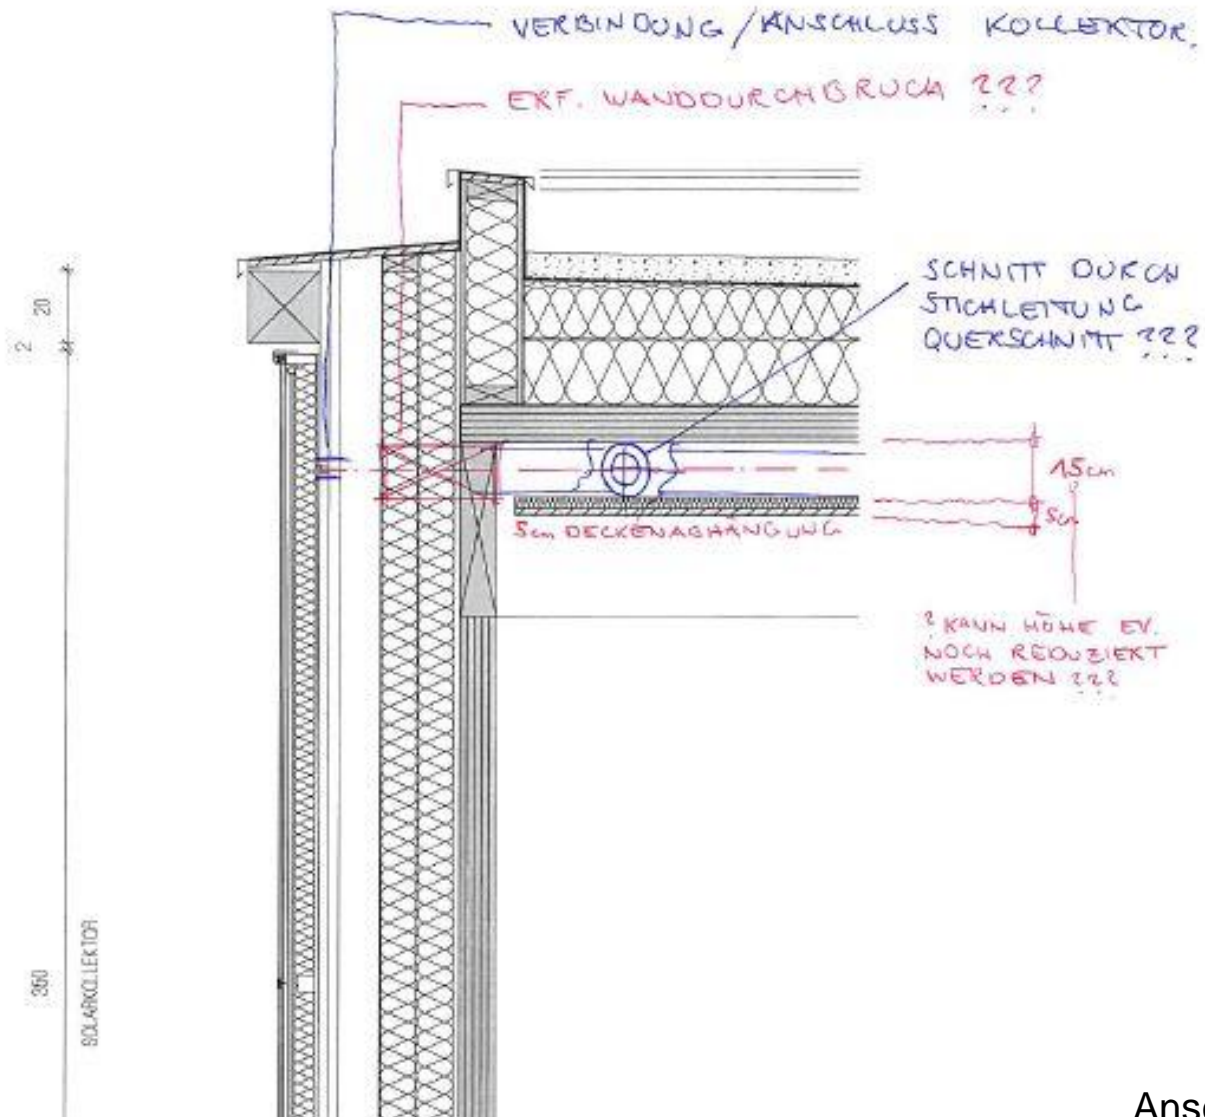 VERBINDUNG/ANSCHLUSS KOLLEKTOR.
ERF. WANDDURCHBRUCH ???
SCHNITT DURCH
STICHLEITUNG
QUERSCHNITT ???
20
2
15cm
5cm
5cm DECKENABHÄNGUNG
? KANN HÖHE EV.
NOCH REDUZIERT
WERDEN ???
350
SOLARKOLLEKTOR